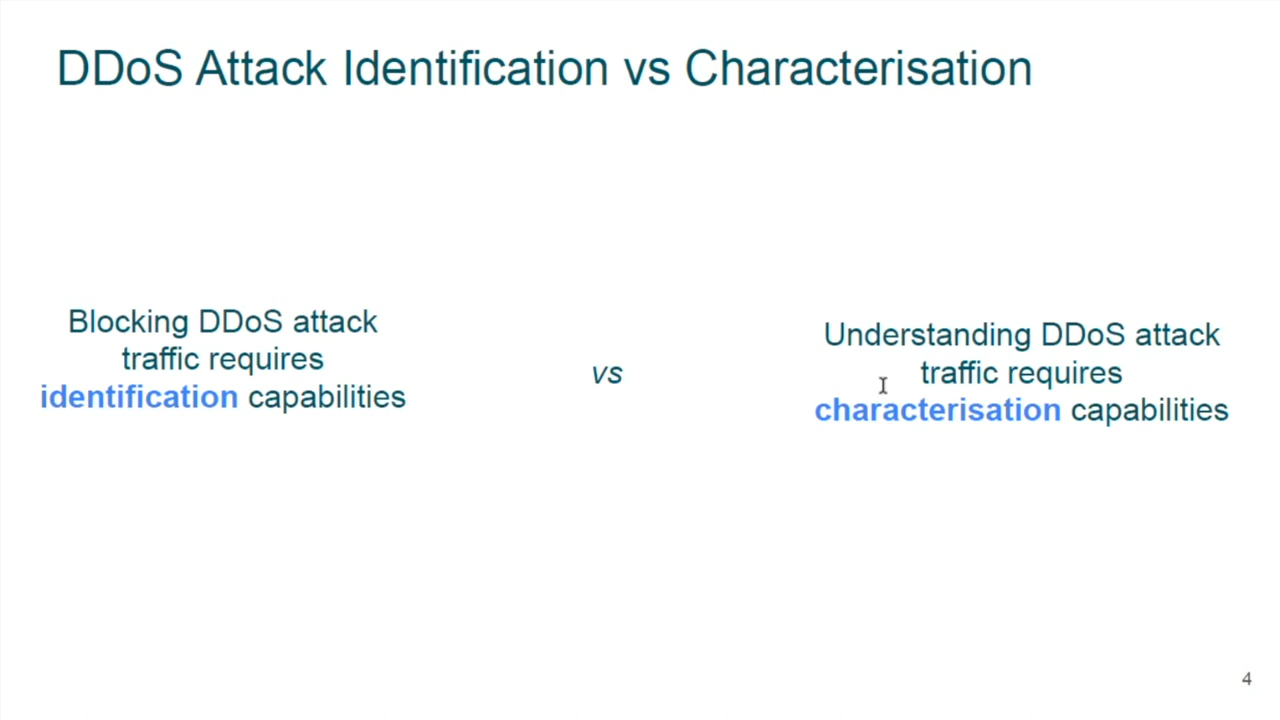 DDoS Attack Identification vs Characterisation
Blocking DDoS attack
traffic requires
identification capabilities
vs
Understanding DDoS attack
traffic requires
characterisation capabilities
4